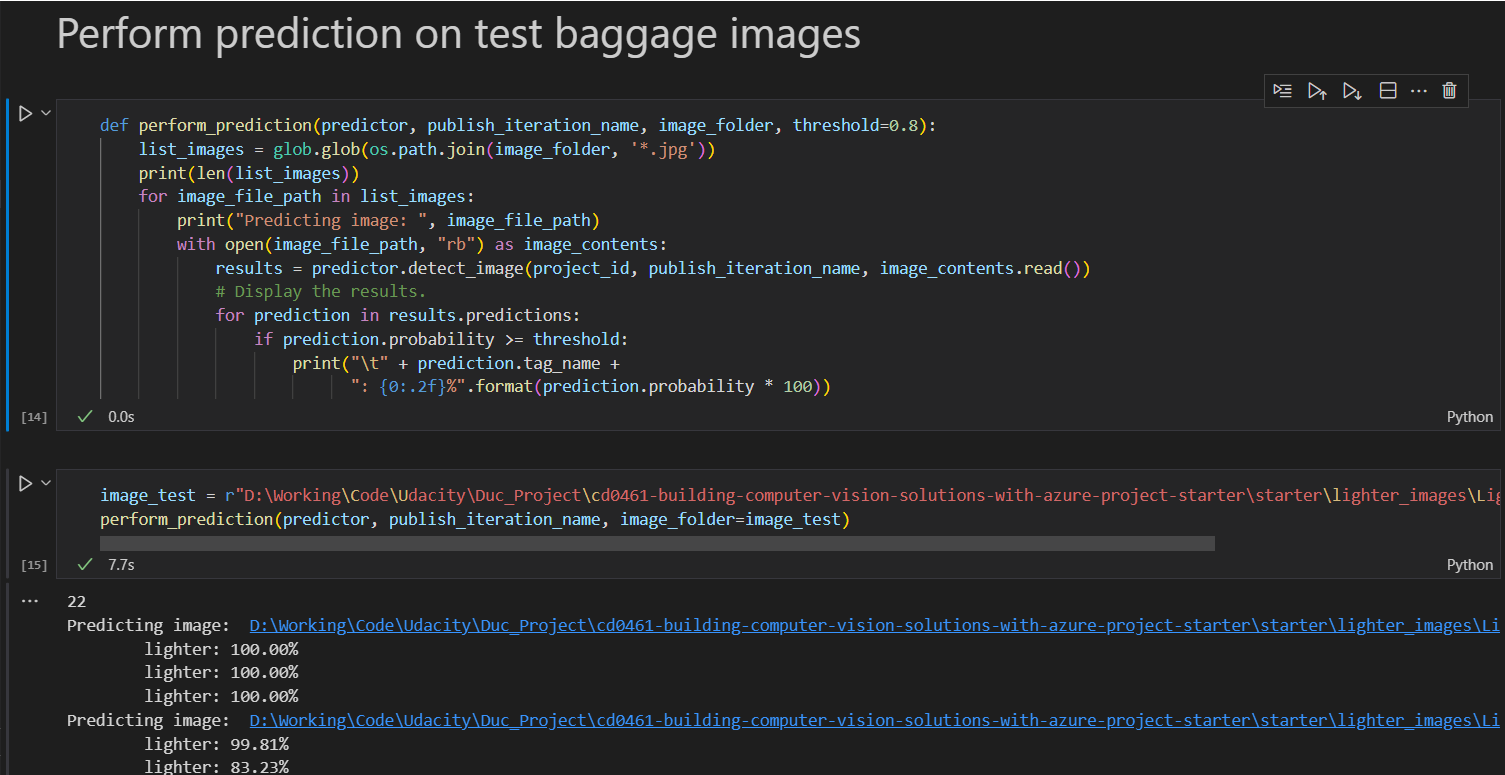 Perform prediction on test baggage images
def perform_prediction(predictor, publish_iteration_name, image_folder, threshold=0.8):
    list_images = glob.glob(os.path.join(image_folder, '*.jpg'))
    print(len(list_images))
    for image_file_path in list_images:
        print("Predicting image: ", image_file_path)
        with open(image_file_path, "rb") as image_contents:
            results = predictor.detect_image(project_id, publish_iteration_name, image_contents.read())
            # Display the results.
            for prediction in results.predictions:
                if prediction.probability >= threshold:
                    print("\t" + prediction.tag_name +
                          ": {0:.2f}%".format(prediction.probability * 100))
[14] 0.0s Python
image_test = r"D:\Working\Code\Udacity\Duc_Project\cd0461-building-computer-vision-solutions-with-azure-project-starter\starter\lighter_images\Lig
perform_prediction(predictor, publish_iteration_name, image_folder=image_test)
[15] 7.7s Python
... 22
Predicting image:  D:\Working\Code\Udacity\Duc_Project\cd0461-building-computer-vision-solutions-with-azure-project-starter\starter\lighter_images\Li
        lighter: 100.00%
        lighter: 100.00%
        lighter: 100.00%
Predicting image:  D:\Working\Code\Udacity\Duc_Project\cd0461-building-computer-vision-solutions-with-azure-project-starter\starter\lighter_images\Li
        lighter: 99.81%
        lighter: 83.23%